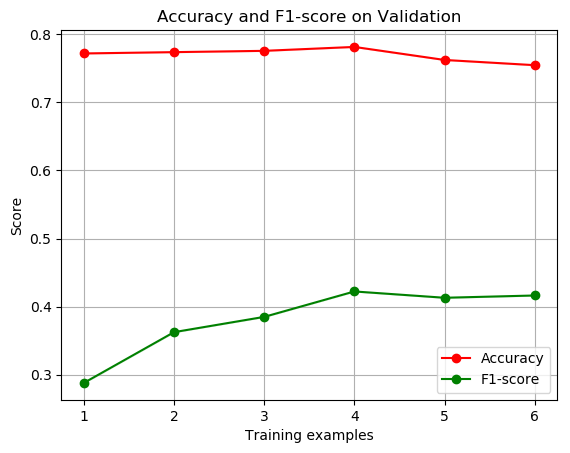 Accuracy and F1-score on Validation
0.8
0.7
0.6
0.5
0.4
0.3
Score
Accuracy
F1-score
1 2 3 4 5 6
Training examples